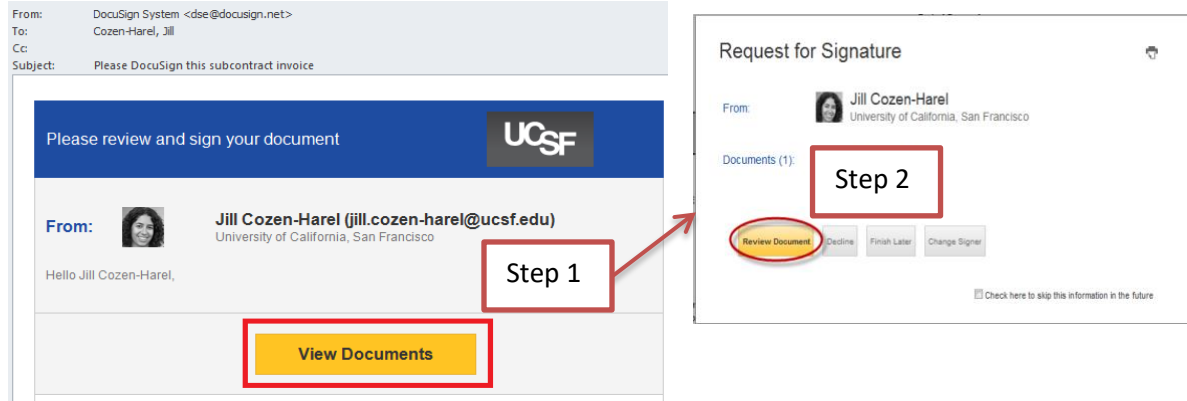 From: DocuSign System <dse@docusign.net>
To: Cozen-Harel, Jill
Cc:
Subject: Please DocuSign this subcontract invoice
Please review and sign your document
UCSF
From: Jill Cozen-Harel (jill.cozen-harel@ucsf.edu)
University of California, San Francisco
Hello Jill Cozen-Harel,
Step 1
View Documents
Request for Signature
From: Jill Cozen-Harel
University of California, San Francisco
Documents (1):
Step 2
Review Document Decline Finish Later Change Signer
Check here to skip this information in the future